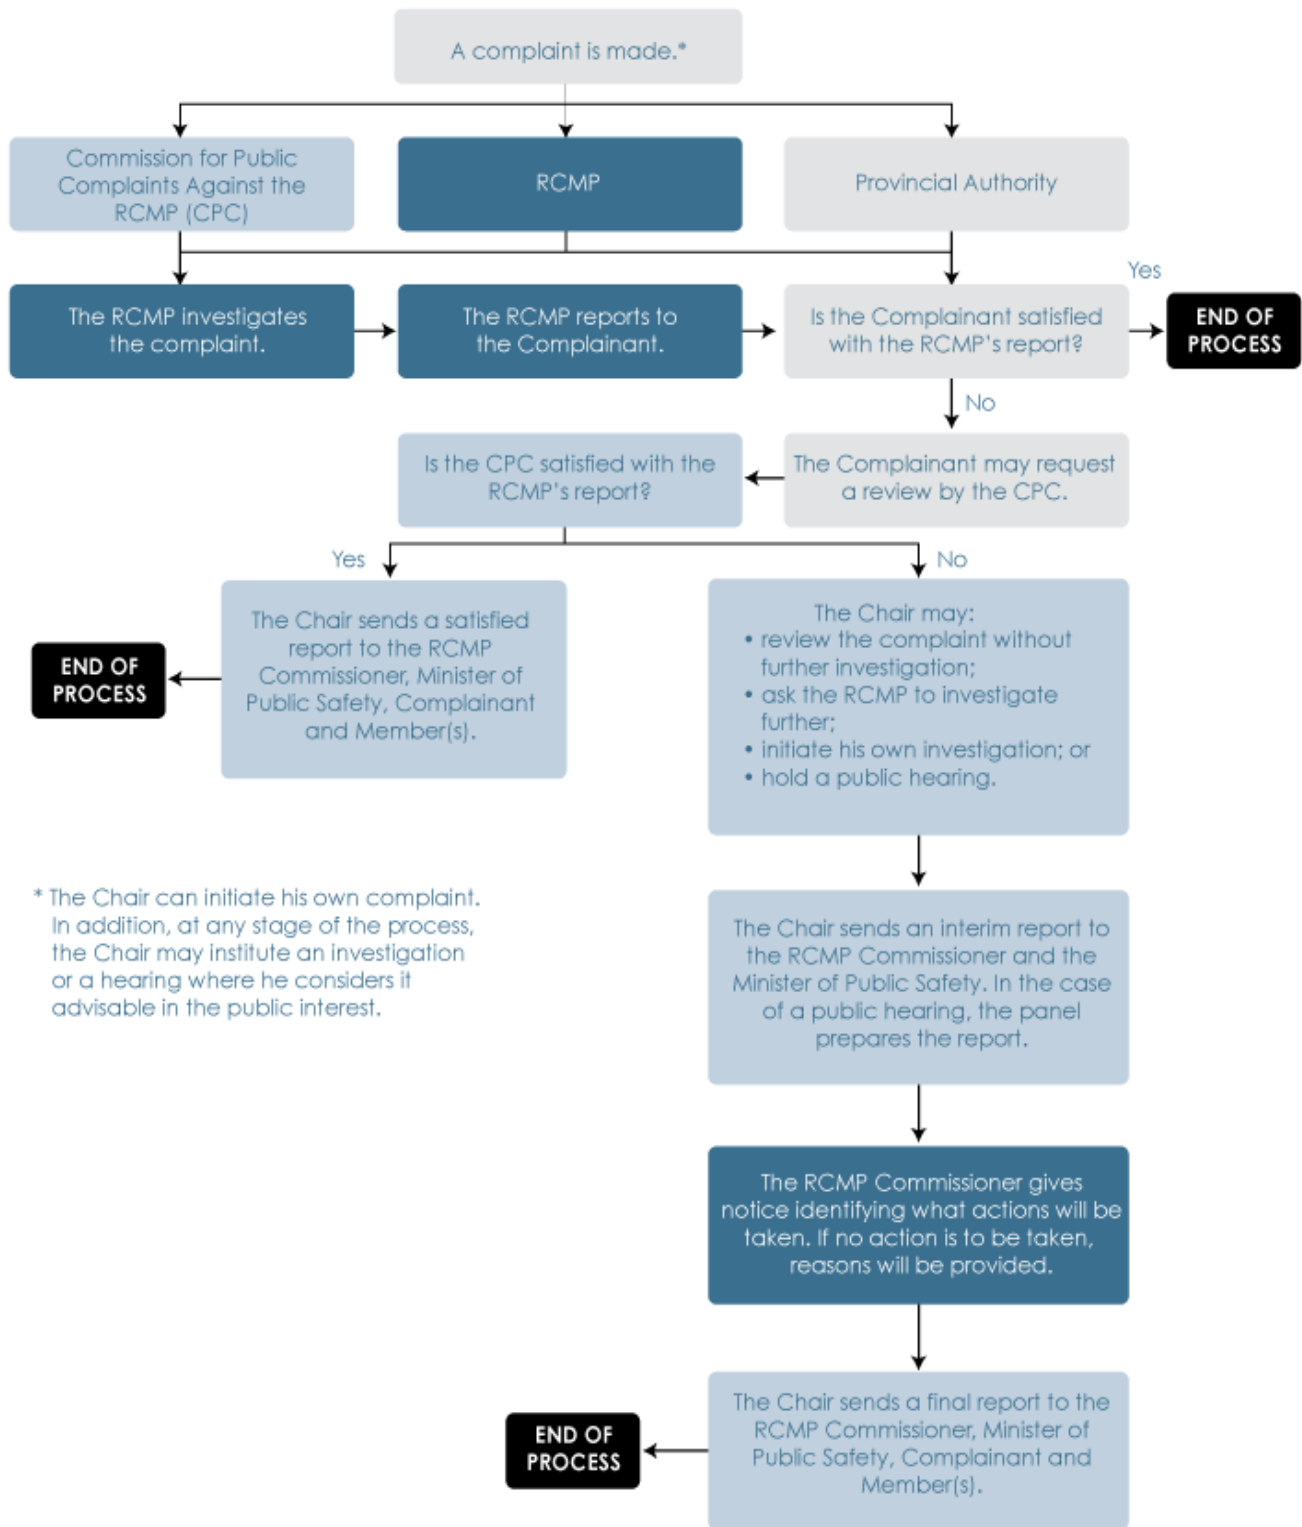 A complaint is made.*
Commission for Public
Complaints Against the
RCMP (CPC)
RCMP
Provincial Authority
The RCMP investigates
the complaint.
The RCMP reports to
the Complainant.
Is the Complainant satisfied
with the RCMP's report?
Yes
END OF
PROCESS
No
Is the CPC satisfied with the
RCMP's report?
The Complainant may request
a review by the CPC.
Yes
No
END OF
PROCESS
The Chair sends a satisfied
report to the RCMP
Commissioner, Minister of
Public Safety, Complainant
and Member(s).
The Chair may:
• review the complaint without
further investigation;
• ask the RCMP to investigate
further;
• initiate his own investigation; or
• hold a public hearing.
* The Chair can initiate his own complaint.
In addition, at any stage of the process,
the Chair may institute an investigation
or a hearing where he considers it
advisable in the public interest.
The Chair sends an interim report to
the RCMP Commissioner and the
Minister of Public Safety. In the case
of a public hearing, the panel
prepares the report.
The RCMP Commissioner gives
notice identifying what actions will be
taken. If no action is to be taken,
reasons will be provided.
END OF
PROCESS
The Chair sends a final report to the
RCMP Commissioner, Minister of
Public Safety, Complainant and
Member(s).